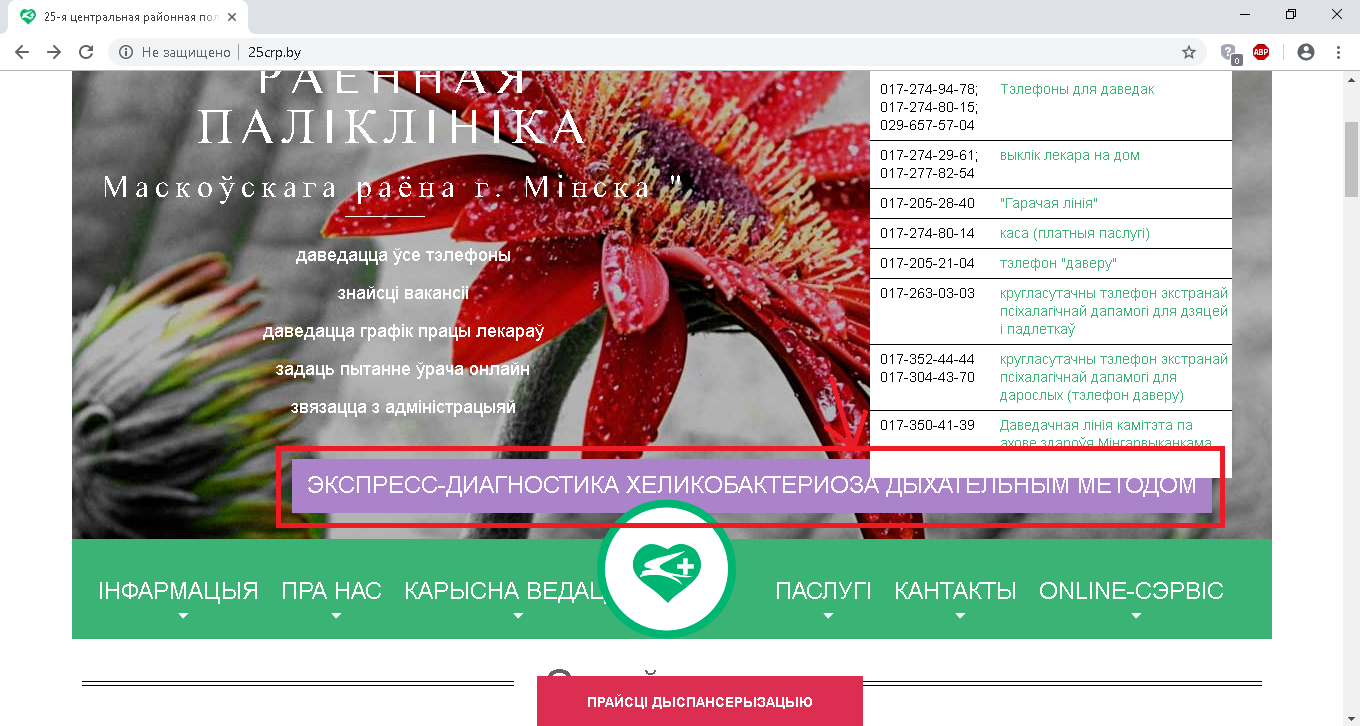 25-я центральная районная пол
Не защищено
25crp.by
0
ABP
РАЁННАЯ
ПАЛІКЛІНІКА
Маскоўскага раёна г. Мінска "
даведацца ўсе тэлефоны
знайсці вакансіі
даведацца графік працы лекараў
задаць пытанне ўрача онлайн
звязацца з адміністрацыяй
017-274-94-78; Тэлефоны для даведак
017-274-80-15;
029-657-57-04
017-274-29-61; выклік лекара на дом
017-277-82-54
017-205-28-40 "Гарачая лінія"
017-274-80-14 каса (платныя паслугі)
017-205-21-04 тэлефон "даверу"
017-263-03-03 кругласутачны тэлефон экстранай
псіхалагічнай дапамогі для дзяцей
і падлеткаў
017-352-44-44 кругласутачны тэлефон экстранай
017-304-43-70 псіхалагічнай дапамогі для
дарослых (тэлефон даверу)
017-350-41-39 Даведачная лінія камітэта па
ахове здароўя Мінгарвыканкама
ЭКСПРЕСС-ДИАГНОСТИКА ХЕЛИКОБАКТЕРИОЗА ДЫХАТЕЛЬНЫМ МЕТОДОМ
ІНФАРМАЦЫЯ ПРА НАС КАРЫСНА ВЕДАЦ ПАСЛУГІ КАНТАКТЫ ONLINE-СЭРВІС
ПРАЙСЦІ ДЫСПАНСЕРЫЗАЦЫЮ